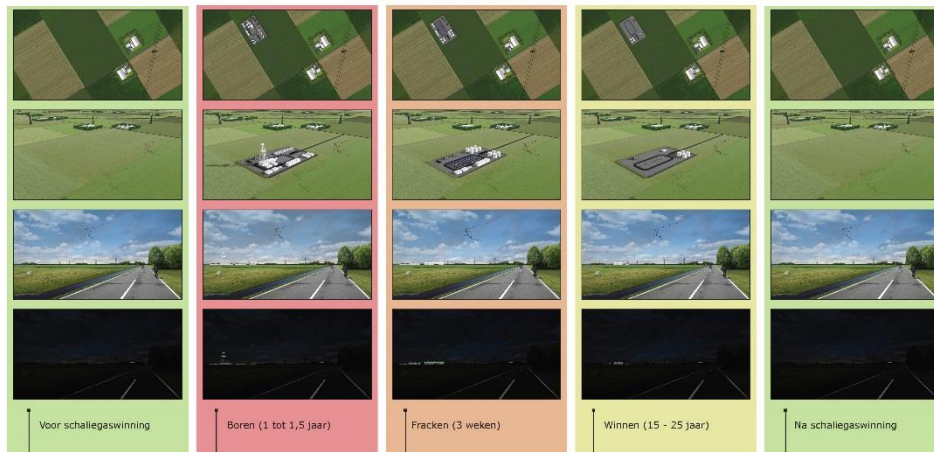 Voor schaliegaswinning
Boren (1 tot 1,5 jaar)
Fracken (3 weken)
Winnen (15 - 25 jaar)
Na schaliegaswinning